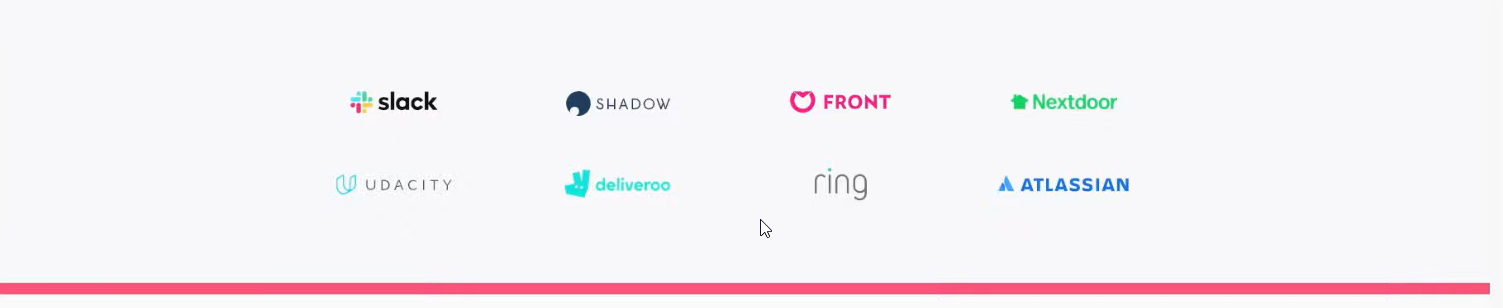 slack SHADOW FRONT Nextdoor
UDACITY deliveroo ring ATLASSIAN